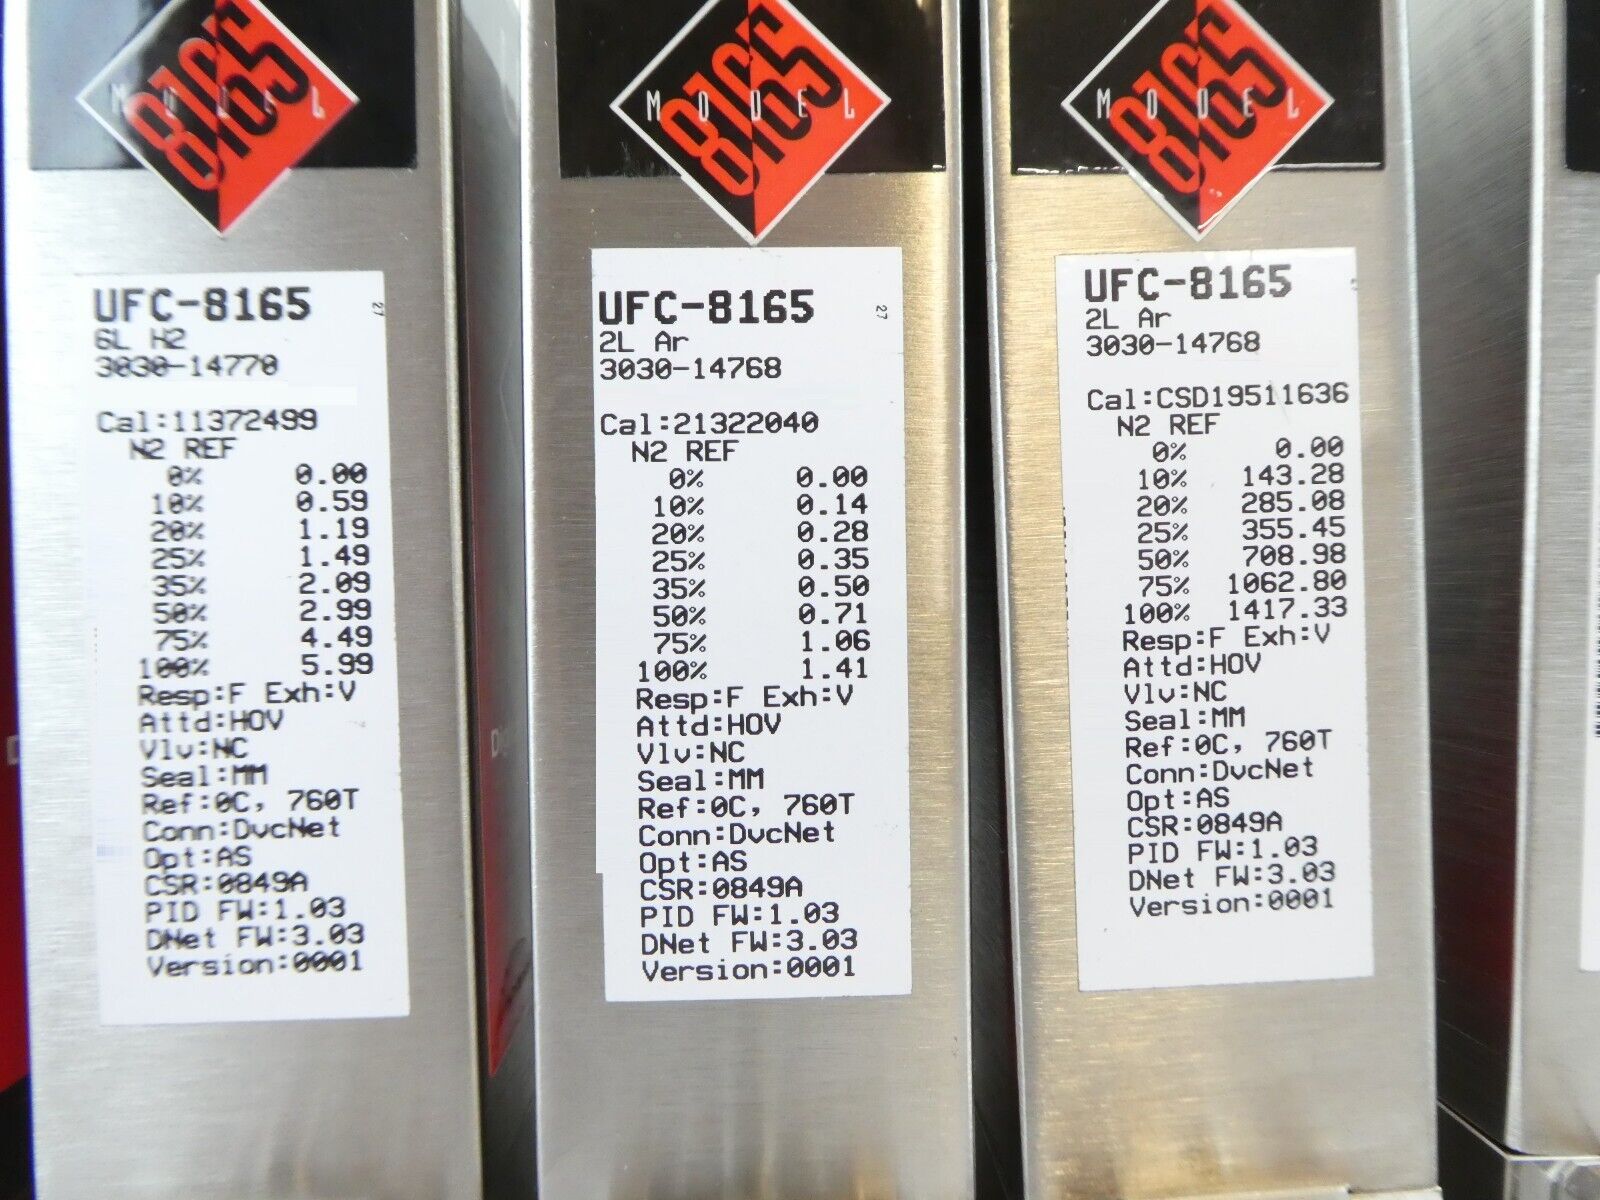 MODEL
8165
UFC-8165
27
6L H2
3030-14770
Cal:11372499
N2 REF
0% 0.00
10% 0.59
20% 1.19
25% 1.49
35% 2.09
50% 2.99
75% 4.49
100% 5.99
Resp:F Exh:V
Attd:HOV
Vlv:NC
Seal:MM
Ref:0C, 760T
Conn:DvcNet
Opt:AS
CSR:0849A
PID FW:1.03
DNet FW:3.03
Version:0001
MODEL
8165
UFC-8165
27
2L Ar
3030-14768
Cal:21322040
N2 REF
0% 0.00
10% 0.14
20% 0.28
25% 0.35
35% 0.50
50% 0.71
75% 1.06
100% 1.41
Resp:F Exh:V
Attd:HOV
Vlv:NC
Seal:MM
Ref:0C, 760T
Conn:DvcNet
Opt:AS
CSR:0849A
PID FW:1.03
DNet FW:3.03
Version:0001
MODEL
8165
UFC-8165
2L Ar
3030-14768
Cal:CSD19511636
N2 REF
0% 0.00
10% 143.28
20% 285.08
25% 355.45
50% 708.98
75% 1062.80
100% 1417.33
Resp:F Exh:V
Attd:HOV
Vlv:NC
Seal:MM
Ref:0C, 760T
Conn:DvcNet
Opt:AS
CSR:0849A
PID FW:1.03
DNet FW:3.03
Version:0001